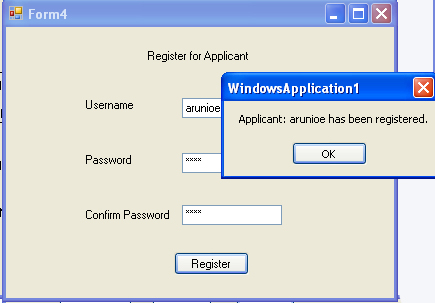 Form4
Register for Applicant
WindowsApplication1
Username
arunioe
Applicant: arunioe has been registered.
OK
Password
****
Confirm Password
****
Register